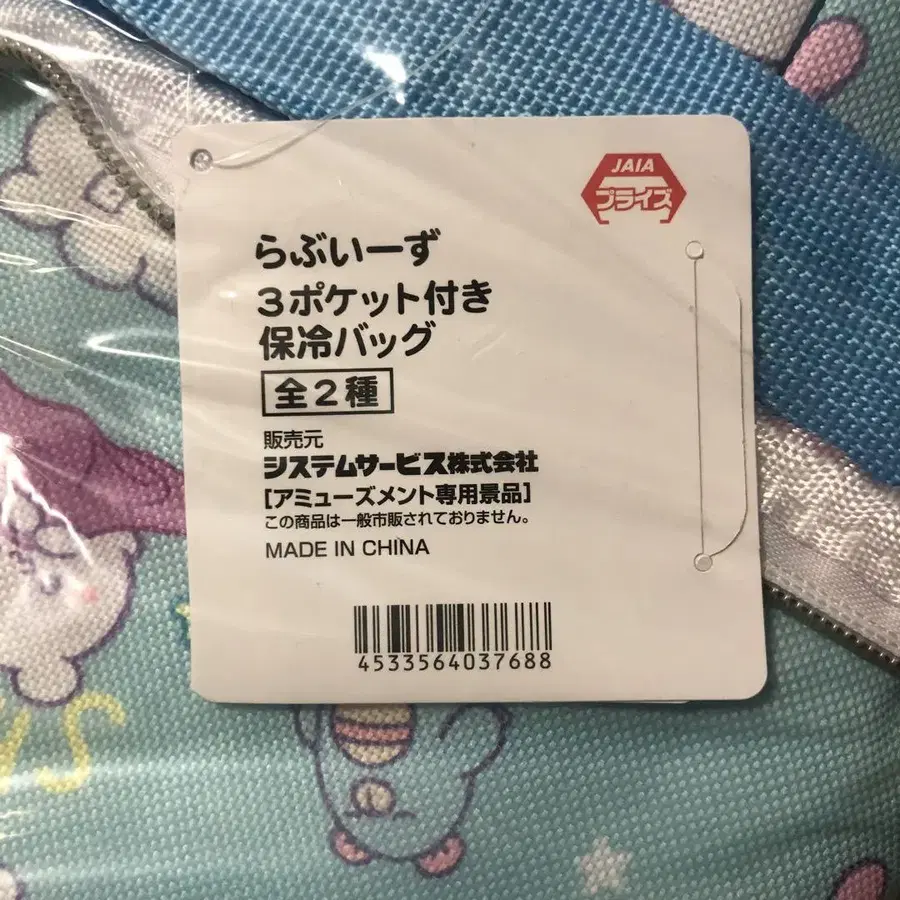 JAIA
プライズ
らぶいーず
3ポケット付き
保冷バッグ
全2種
販売元
システムサービス株式会社
[アミューズメント専用景品]
この商品は一般市販されておりません。
MADE IN CHINA
4533564037688